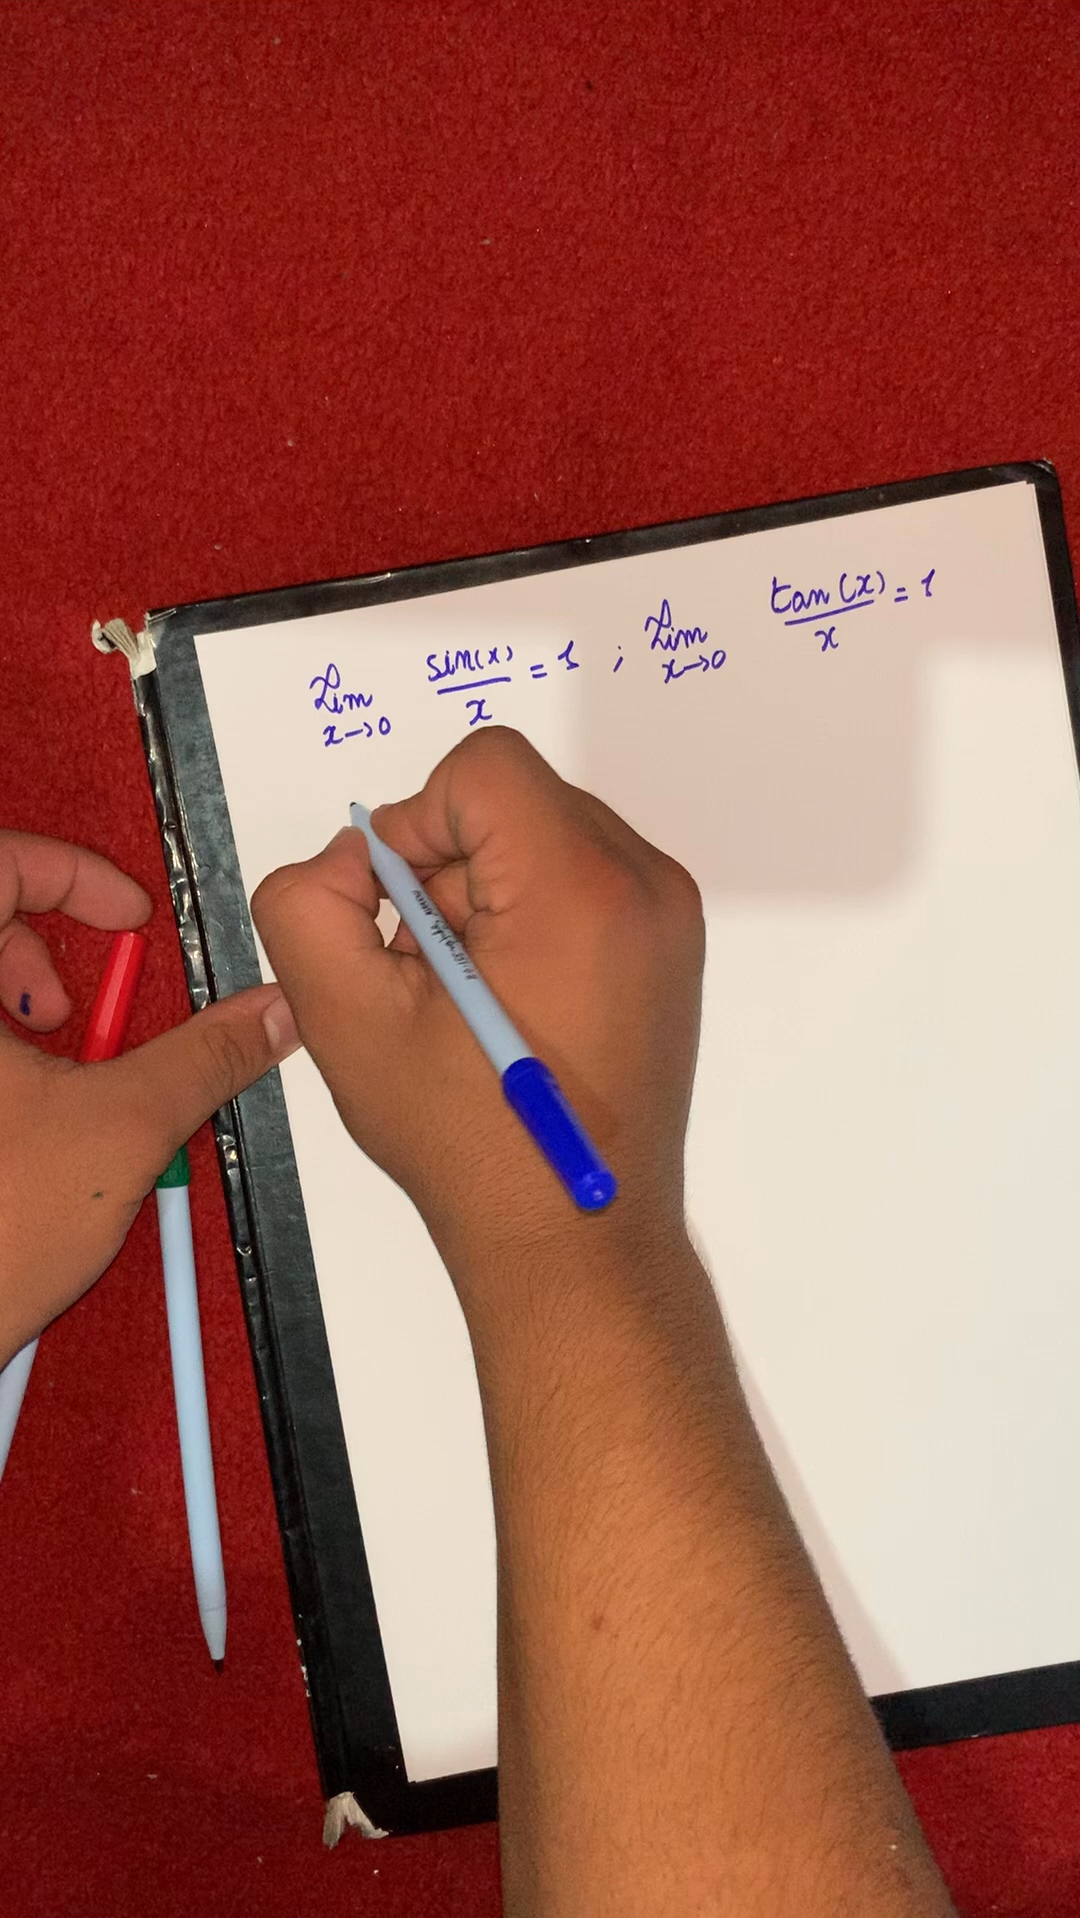 lim x→0 sin(x)/x = 1 ; lim x→0 tan(x)/x = 1